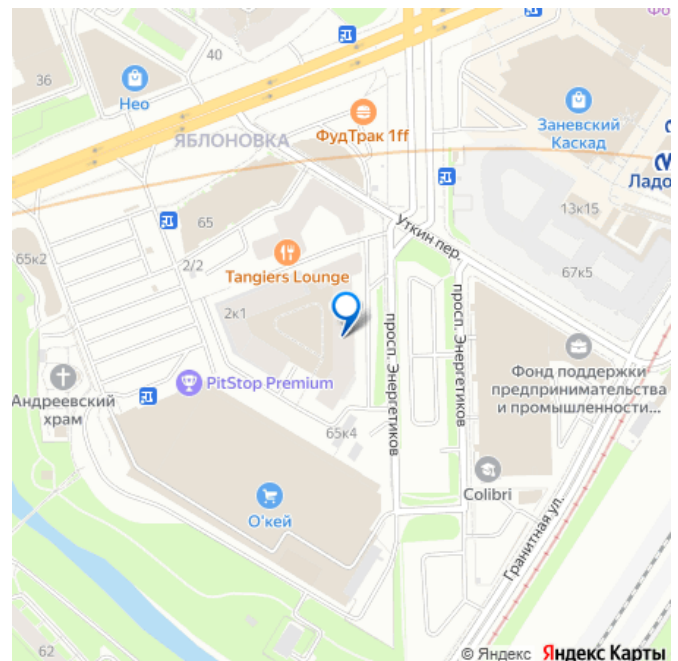 Фо
40
36
Нео
ФудТрак 1ff
Заневский
Каскад
ЯБЛОНОВКА
Ладо
13к15
65
Уткин пер.
65к2
2/2
Tangiers Lounge
67к5
2к1
просп. Энергетиков
просп. Энергетиков
Фонд поддержки
предпринимательства
и промышленности...
PitStop Premium
Андреевский
храм
65к4
Colibri
О'кей
Гранитная ул.
62
© Яндекс Яндекс Карты